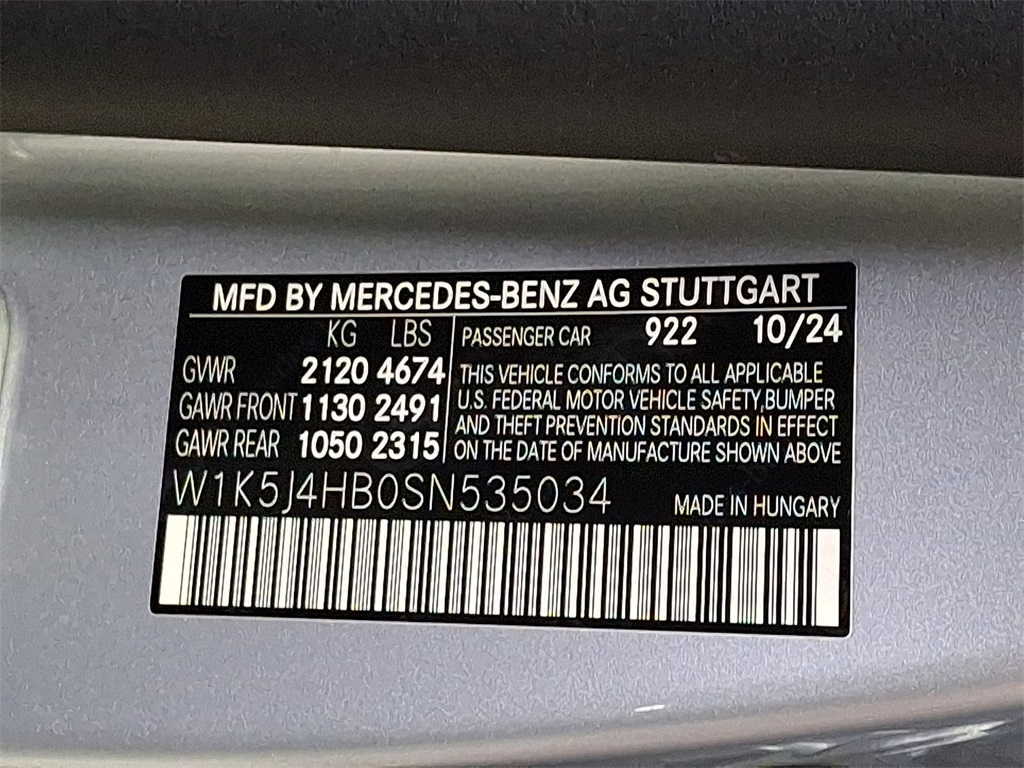 MFD BY MERCEDES-BENZ AG STUTTGART
KG LBS
GVWR 2120 4674
GAWR FRONT 1130 2491
GAWR REAR 1050 2315
PASSENGER CAR 922 10/24
THIS VEHICLE CONFORMS TO ALL APPLICABLE
U.S. FEDERAL MOTOR VEHICLE SAFETY,BUMPER
AND THEFT PREVENTION STANDARDS IN EFFECT
ON THE DATE OF MANUFACTURE SHOWN ABOVE
W1K5J4HB0SN535034
MADE IN HUNGARY